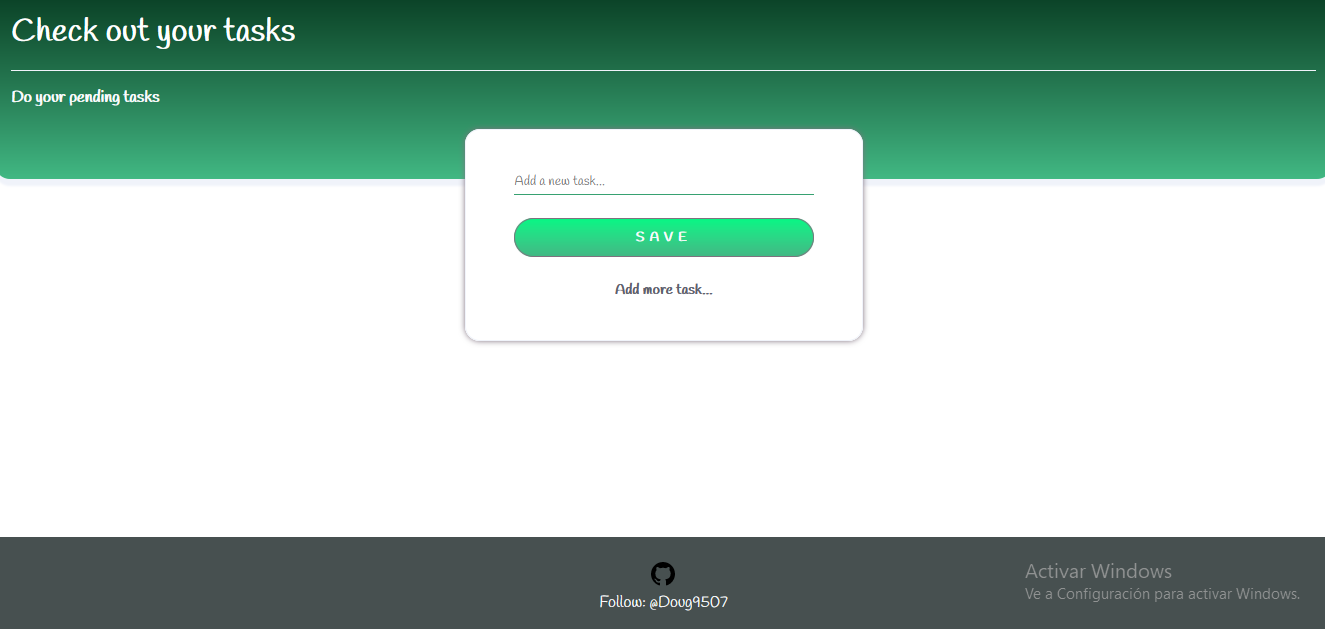 Check out your tasks
Do your pending tasks
Add a new task...
SAVE
Add more task...
Follow: @Doug9507
Activar Windows
Ve a Configuración para activar Windows.